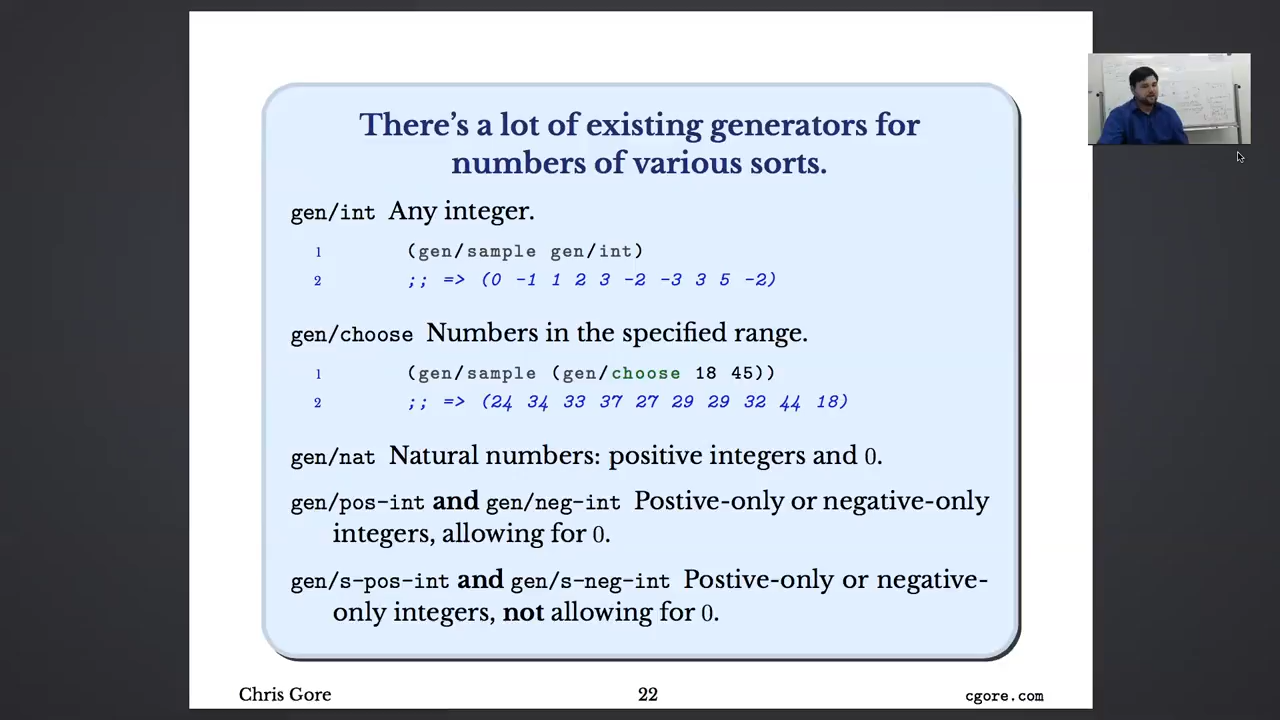 There's a lot of existing generators for
numbers of various sorts.
gen/int Any integer.
1 (gen/sample gen/int)
2 ;; => (0 -1 1 2 3 -2 -3 3 5 -2)
gen/choose Numbers in the specified range.
1 (gen/sample (gen/choose 18 45))
2 ;; => (24 34 33 37 27 29 29 32 44 18)
gen/nat Natural numbers: positive integers and 0.
gen/pos-int and gen/neg-int Postive-only or negative-only
integers, allowing for 0.
gen/s-pos-int and gen/s-neg-int Postive-only or negative-
only integers, not allowing for 0.
Chris Gore 22 cgore.com